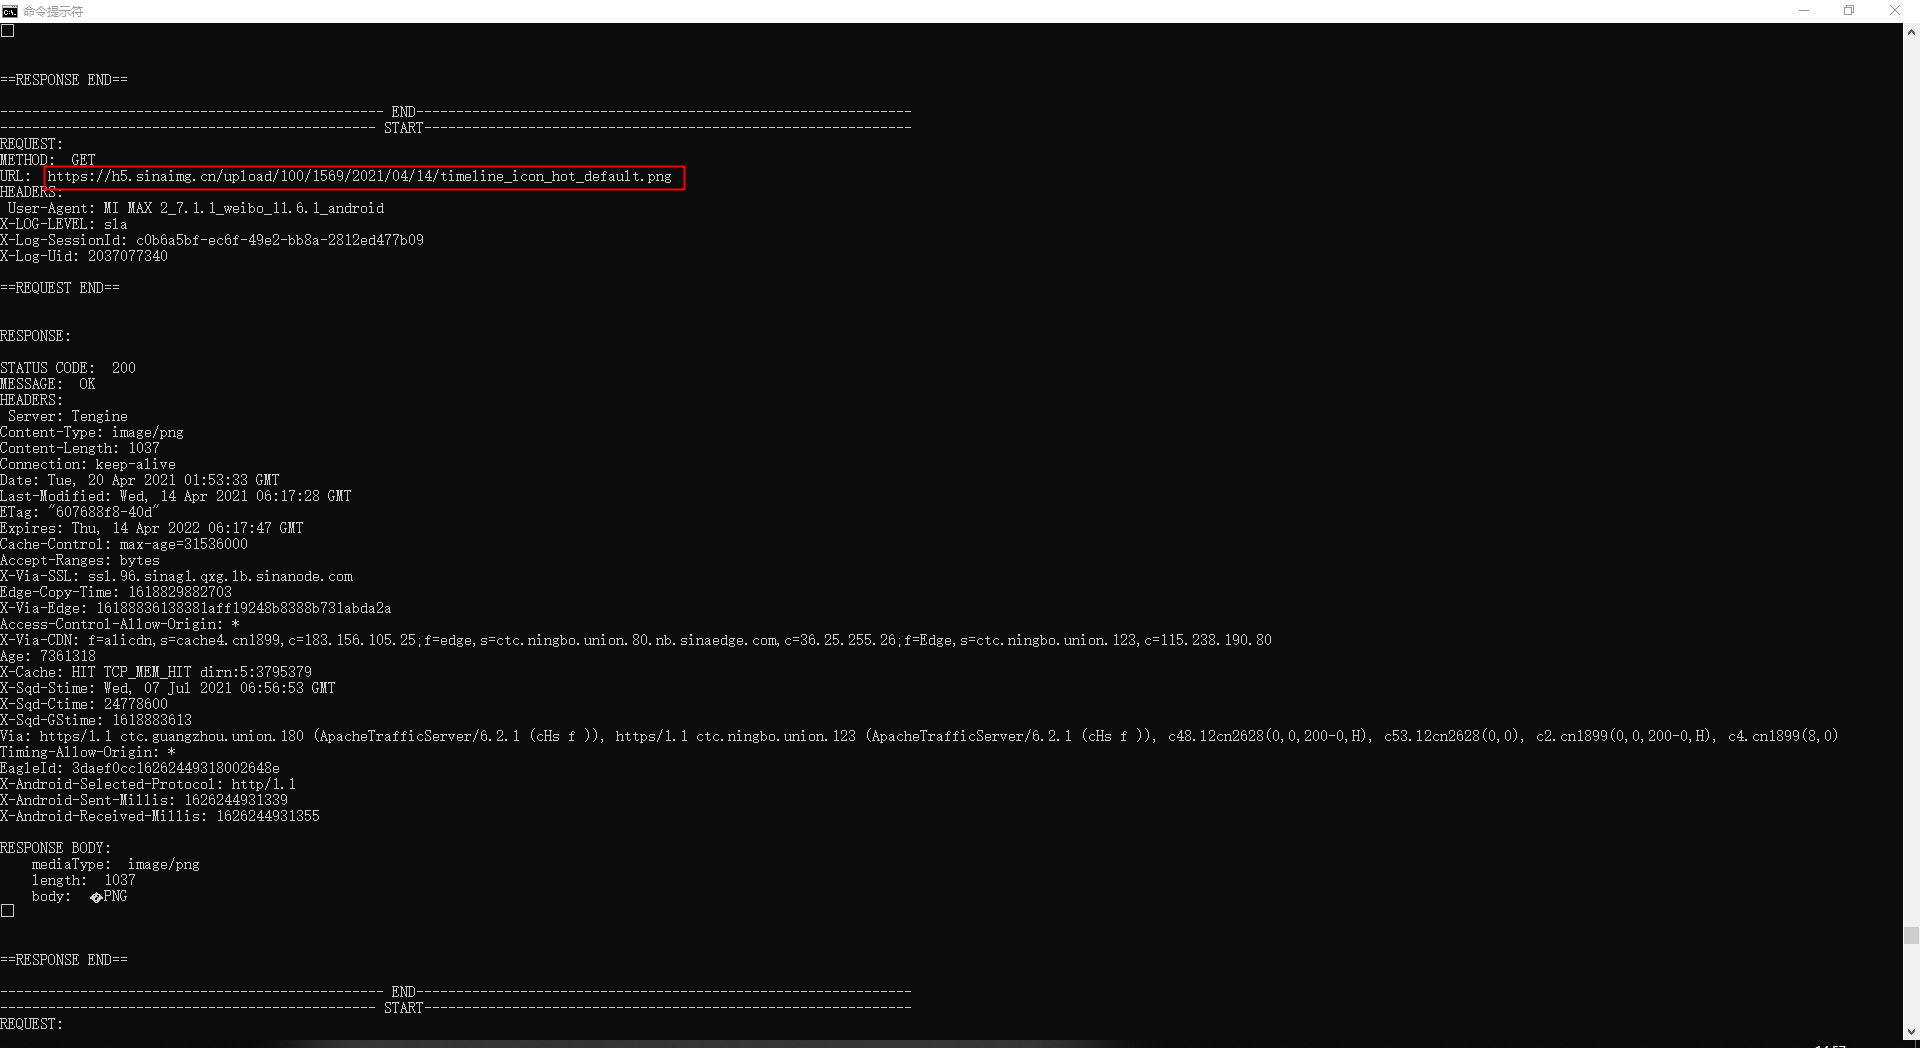 命令提示符
==RESPONSE END==
------------------------------------------------ END--------------------------------------------------------------
----------------------------------------------- START-------------------------------------------------------------
REQUEST:
METHOD:  GET
URL:  https://h5.sinaimg.cn/upload/100/1569/2021/04/14/timeline_icon_hot_default.png
HEADERS:
 User-Agent: MI MAX 2_7.1.1_weibo_11.6.1_android
X-LOG-LEVEL: sla
X-Log-SessionId: c0b6a5bf-ec6f-49e2-bb8a-2812ed477b09
X-Log-Uid: 2037077340
==REQUEST END==
RESPONSE:
STATUS CODE:  200
MESSAGE:  OK
HEADERS:
 Server: Tengine
Content-Type: image/png
Content-Length: 1037
Connection: keep-alive
Date: Tue, 20 Apr 2021 01:53:33 GMT
Last-Modified: Wed, 14 Apr 2021 06:17:28 GMT
ETag: "607688f8-40d"
Expires: Thu, 14 Apr 2022 06:17:47 GMT
Cache-Control: max-age=31536000
Accept-Ranges: bytes
X-Via-SSL: ssl.96.sinag1.qxg.lb.sinanode.com
Edge-Copy-Time: 1618829882703
X-Via-Edge: 16188836138381aff19248b8388b731abda2a
Access-Control-Allow-Origin: *
X-Via-CDN: f=alicdn,s=cache4.cn1899,c=183.156.105.25;f=edge,s=ctc.ningbo.union.80.nb.sinaedge.com,c=36.25.255.26;f=Edge,s=ctc.ningbo.union.123,c=115.238.190.80
Age: 7361318
X-Cache: HIT TCP_MEM_HIT dirn:5:3795379
X-Sqd-Stime: Wed, 07 Jul 2021 06:56:53 GMT
X-Sqd-Ctime: 24778600
X-Sqd-GStime: 1618883613
Via: https/1.1 ctc.guangzhou.union.180 (ApacheTrafficServer/6.2.1 (cHs f )), https/1.1 ctc.ningbo.union.123 (ApacheTrafficServer/6.2.1 (cHs f )), c48.12cn2628(0,0,200-0,H), c53.12cn2628(0,0), c2.cn1899(0,0,200-0,H), c4.cn1899(8,0)
Timing-Allow-Origin: *
EagleId: 3daef0cc16262449318002648e
X-Android-Selected-Protocol: http/1.1
X-Android-Sent-Millis: 1626244931339
X-Android-Received-Millis: 1626244931355
RESPONSE BODY:
    mediaType:  image/png
    length:  1037
    body:  �PNG
==RESPONSE END==
------------------------------------------------ END--------------------------------------------------------------
----------------------------------------------- START-------------------------------------------------------------
REQUEST: